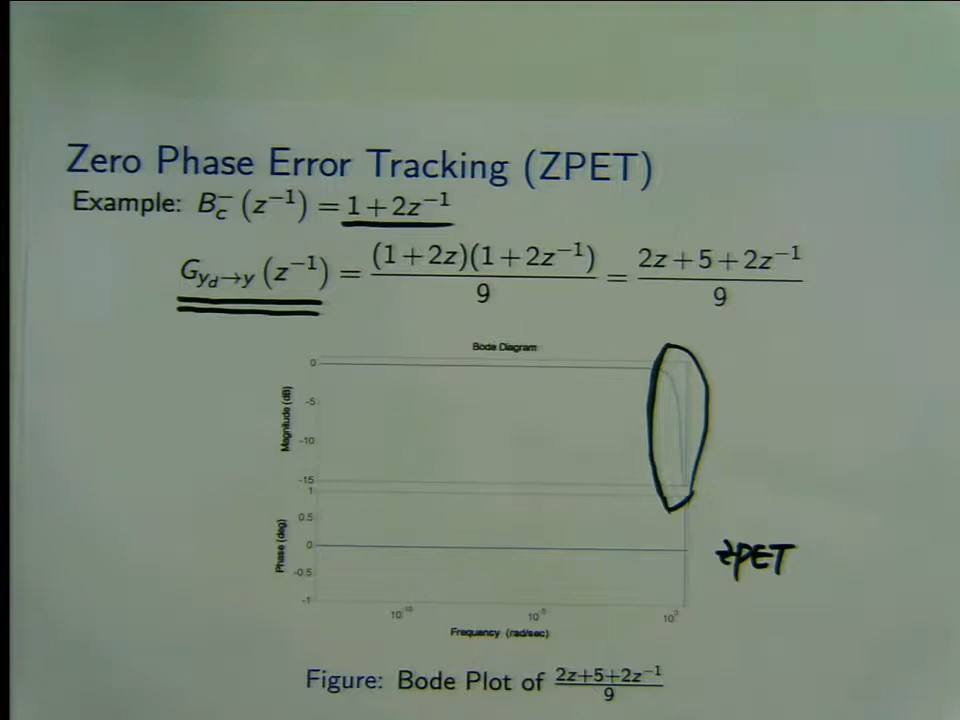 Zero Phase Error Tracking (ZPET)
Example: B_c^-(z^{-1}) = 1+2z^{-1}
G_{y_d→y}(z^{-1}) = \frac{(1+2z)(1+2z^{-1})}{9} = \frac{2z+5+2z^{-1}}{9}
Bode Diagram
Magnitude (dB)
0
-5
-10
-15
Phase (deg)
1
0.5
0
-0.5
-1
ZPET
10^{-10} 10^{-5} 10^{0}
Frequency (rad/sec)
Figure: Bode Plot of \frac{2z+5+2z^{-1}}{9}